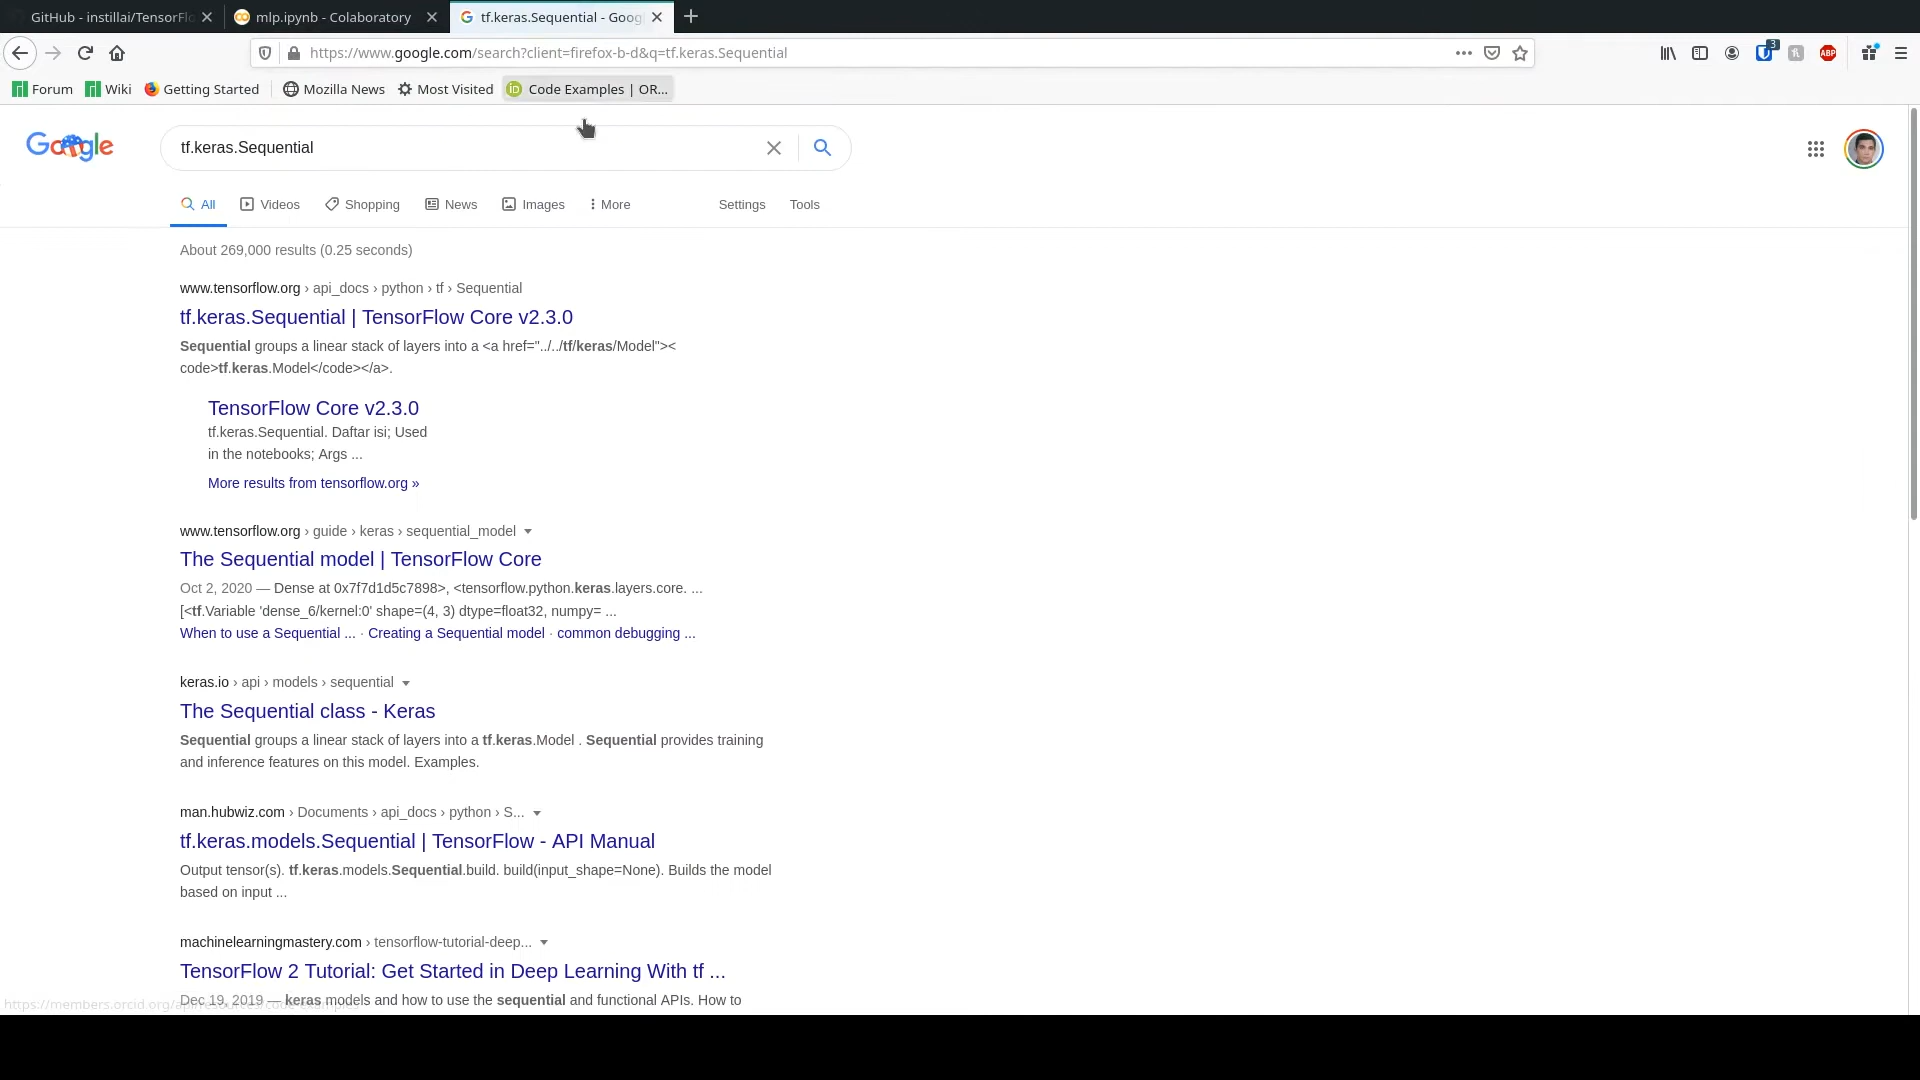 GitHub - instillai/TensorFlo
mlp.ipynb - Colaboratory
tf.keras.Sequential - Goog
https://www.google.com/search?client=firefox-b-d&q=tf.keras.Sequential
3
ABP
Forum
Wiki
Getting Started
Mozilla News
Most Visited
iD
Code Examples | OR...
Google
tf.keras.Sequential
All
Videos
Shopping
News
Images
More
Settings
Tools
About 269,000 results (0.25 seconds)
www.tensorflow.org › api_docs › python › tf › Sequential
tf.keras.Sequential | TensorFlow Core v2.3.0
Sequential groups a linear stack of layers into a <a href="../../tf/keras/Model"><
code>tf.keras.Model</code></a>.
TensorFlow Core v2.3.0
tf.keras.Sequential. Daftar isi; Used
in the notebooks; Args ...
More results from tensorflow.org »
www.tensorflow.org › guide › keras › sequential_model
The Sequential model | TensorFlow Core
Oct 2, 2020 — Dense at 0x7f7d1d5c7898>, <tensorflow.python.keras.layers.core. ...
[<tf.Variable 'dense_6/kernel:0' shape=(4, 3) dtype=float32, numpy= ...
When to use a Sequential ... · Creating a Sequential model · common debugging ...
keras.io › api › models › sequential
The Sequential class - Keras
Sequential groups a linear stack of layers into a tf.keras.Model . Sequential provides training
and inference features on this model. Examples.
man.hubwiz.com › Documents › api_docs › python › S...
tf.keras.models.Sequential | TensorFlow - API Manual
Output tensor(s). tf.keras.models.Sequential.build. build(input_shape=None). Builds the model
based on input ...
machinelearningmastery.com › tensorflow-tutorial-deep...
TensorFlow 2 Tutorial: Get Started in Deep Learning With tf ...
Dec 19, 2019 — keras models and how to use the sequential and functional APIs. How to